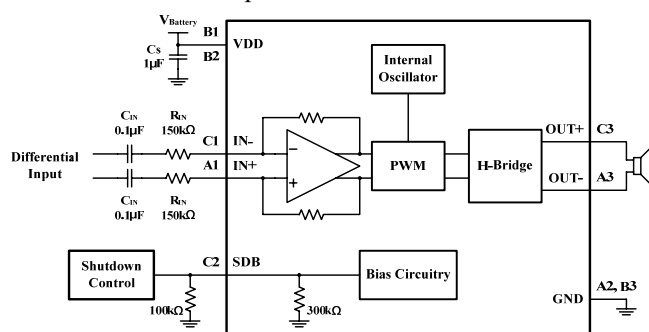 VBattery
B1
VDD
B2
CS
1µF
Internal
Oscillator
CIN
0.1µF
RIN
150kΩ
C1
IN-
OUT+
C3
Differential
Input
A1
IN+
−
+
PWM
H-Bridge
OUT-
A3
CIN
0.1µF
RIN
150kΩ
Shutdown
Control
C2
SDB
Bias Circuitry
100kΩ
300kΩ
GND
A2, B3